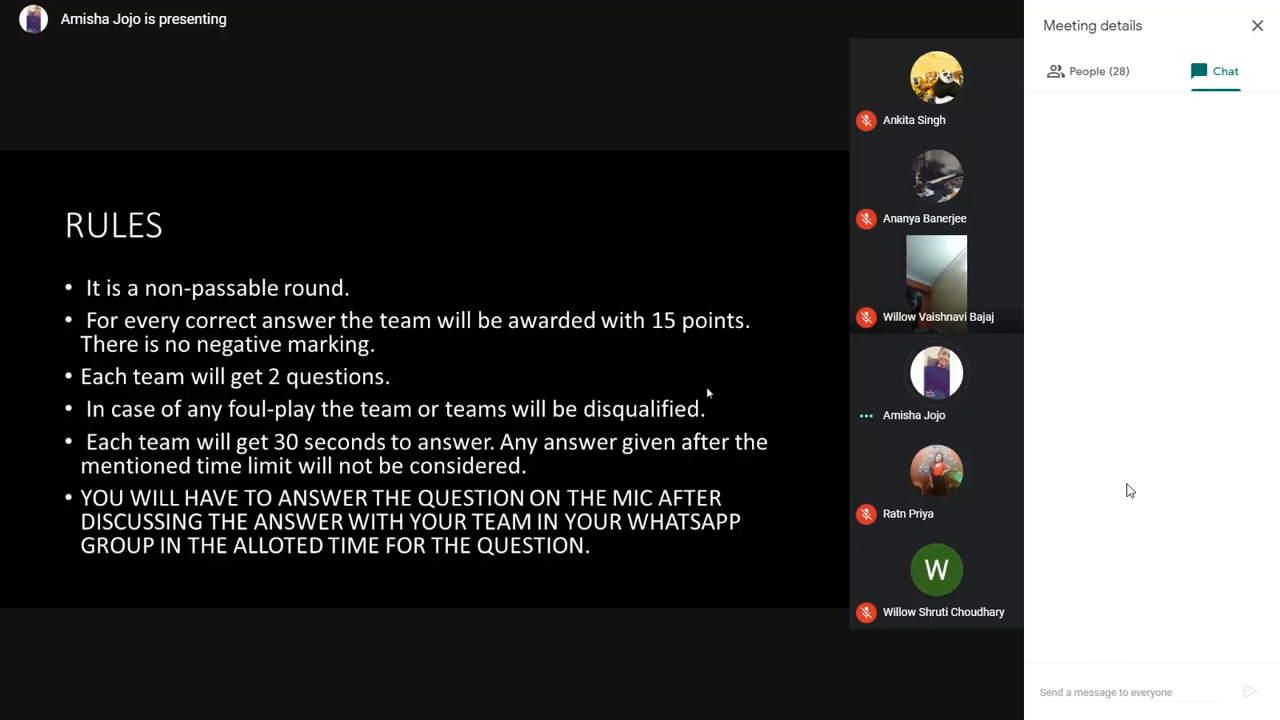 Amisha Jojo is presenting
RULES
• It is a non-passable round.
• For every correct answer the team will be awarded with 15 points.
There is no negative marking.
• Each team will get 2 questions.
• In case of any foul-play the team or teams will be disqualified.
• Each team will get 30 seconds to answer. Any answer given after the
mentioned time limit will not be considered.
• YOU WILL HAVE TO ANSWER THE QUESTION ON THE MIC AFTER
DISCUSSING THE ANSWER WITH YOUR TEAM IN YOUR WHATSAPP
GROUP IN THE ALLOTED TIME FOR THE QUESTION.
Ankita Singh
Ananya Banerjee
Willow Vaishnavi Bajaj
Amisha Jojo
Ratn Priya
W
Willow Shruti Choudhary
Meeting details
People (28)
Chat
Send a message to everyone